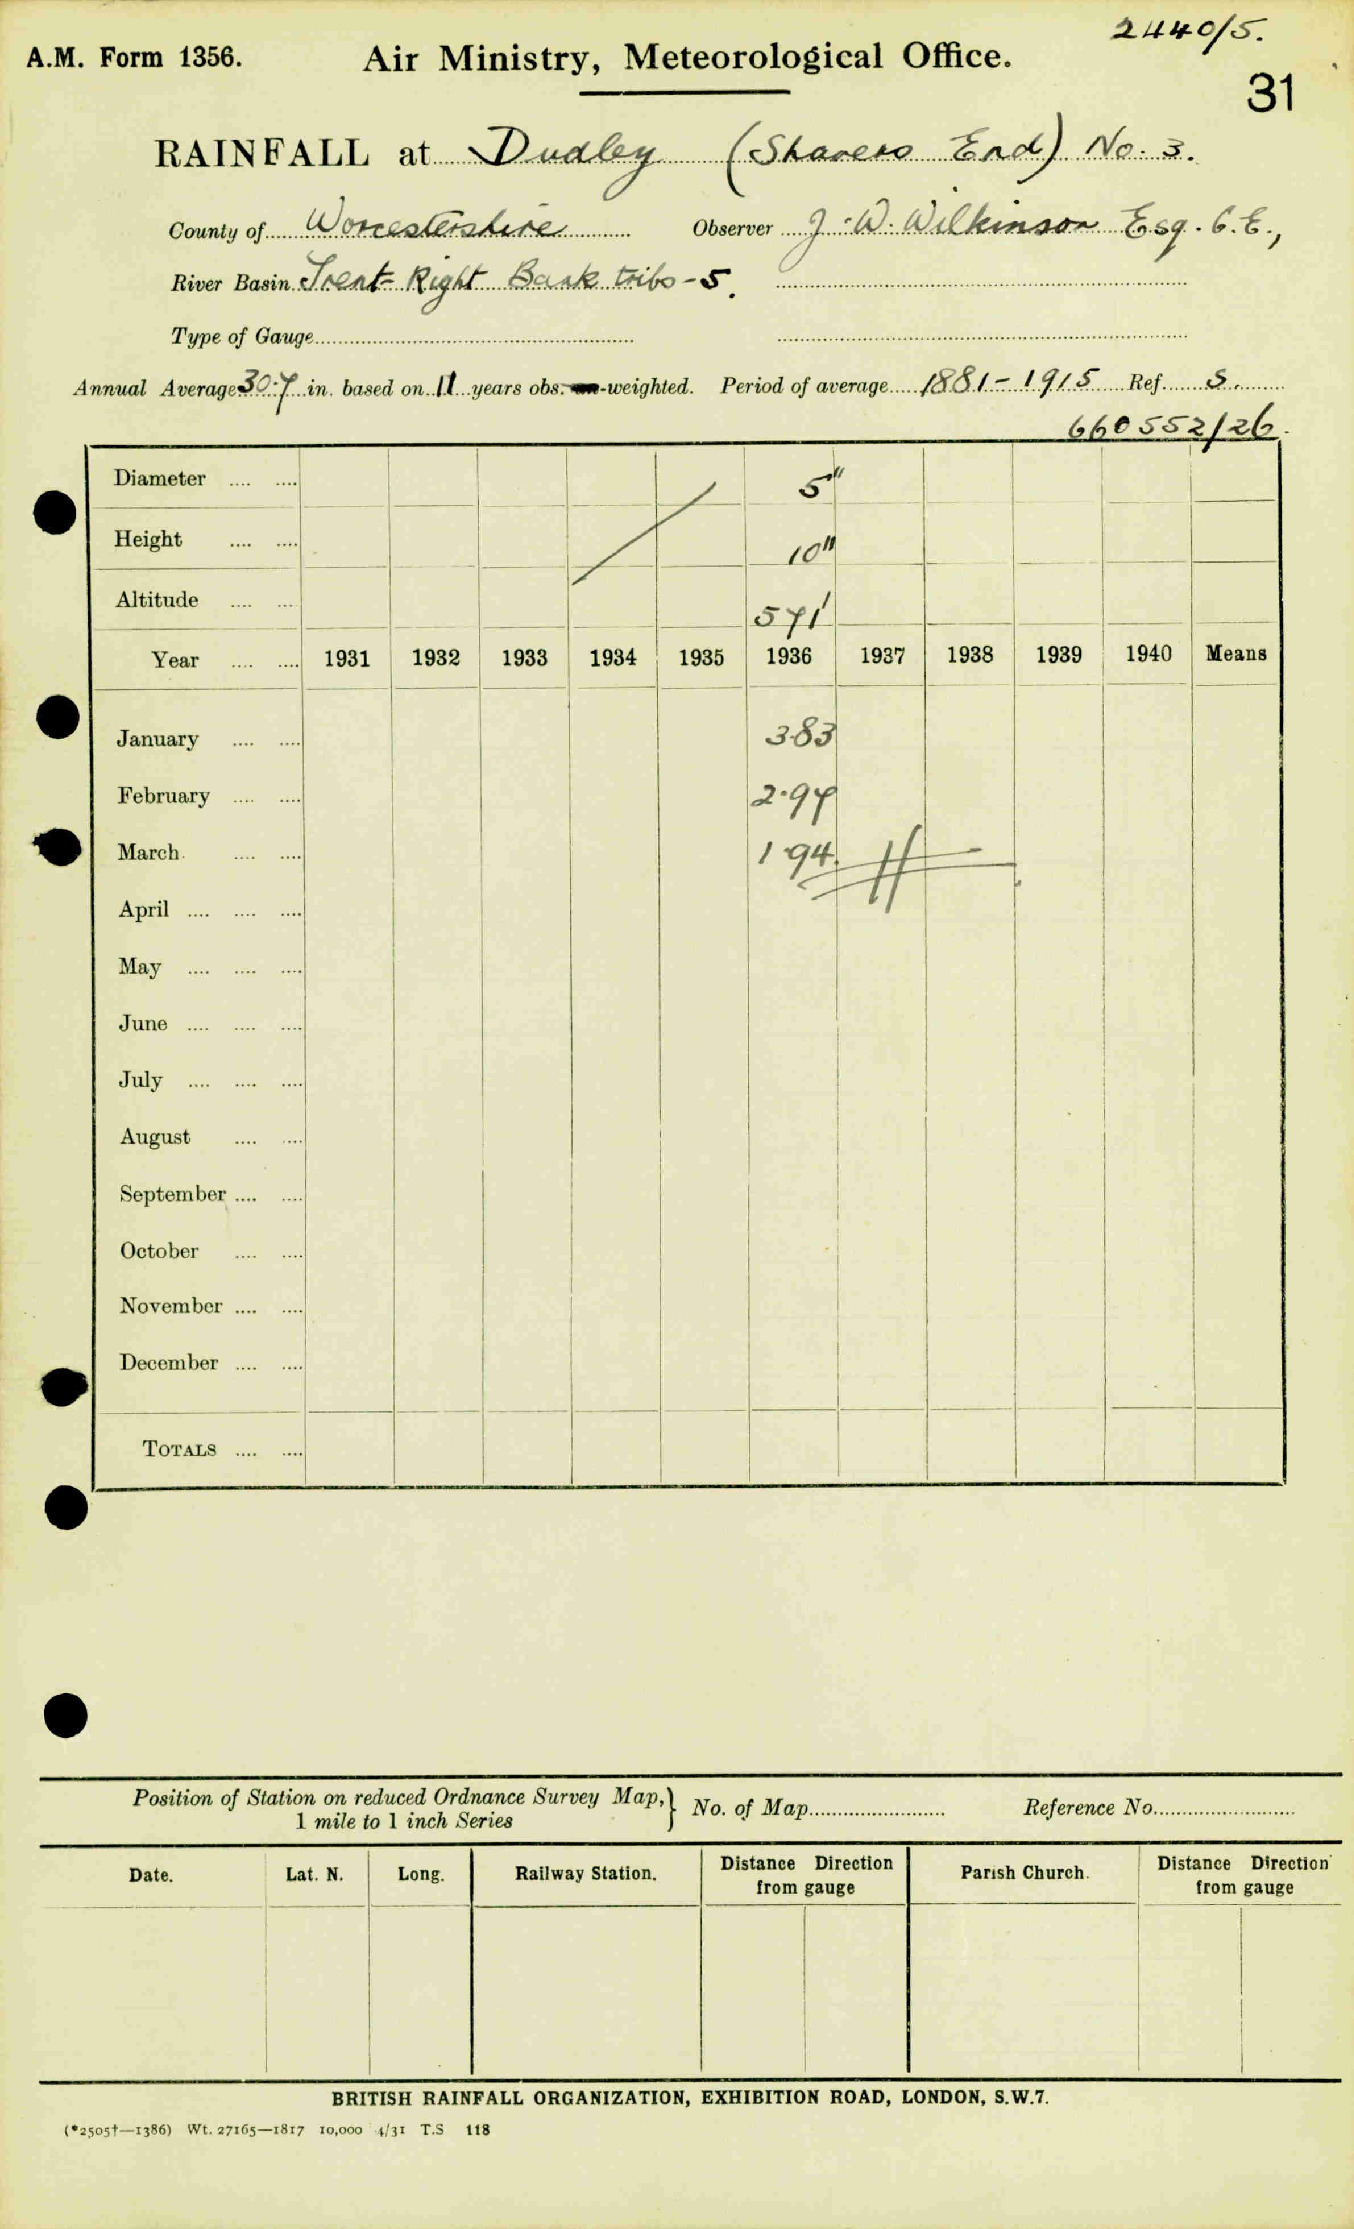 2440/5.
A.M. Form 1356. Air Ministry, Meteorological Office.
31
RAINFALL at Dudley (Shavers End) No. 3.
County of Worcestershire Observer J. W. Wilkinson Esq. C.E.,
River Basin Trent-Right Bank tribs - 5.
Type of Gauge
Annual Average 30.7 in. based on 11 years obs. -weighted. Period of average 1881-1915 Ref. S.
660552/26.
Diameter .... .... 5"
Height .... .... 10"
Altitude .... .... 571'
Year .... .... 1931 1932 1933 1934 1935 1936 1937 1938 1939 1940 Means
January .... .... 3.83
February .... .... 2.97
March .... .... 1.94
April .... .... ....
May .... .... ....
June .... .... ....
July .... .... ....
August .... ....
September .... ....
October .... ....
November .... ....
December .... ....
TOTALS .... ....
Position of Station on reduced Ordnance Survey Map, } No. of Map Reference No.
1 mile to 1 inch Series
Date. Lat. N. Long. Railway Station. Distance Direction from gauge Parish Church. Distance Direction from gauge
BRITISH RAINFALL ORGANIZATION, EXHIBITION ROAD, LONDON, S.W.7.
(*2505†—1386) Wt. 27165—1817 10,000 4/31 T.S 118